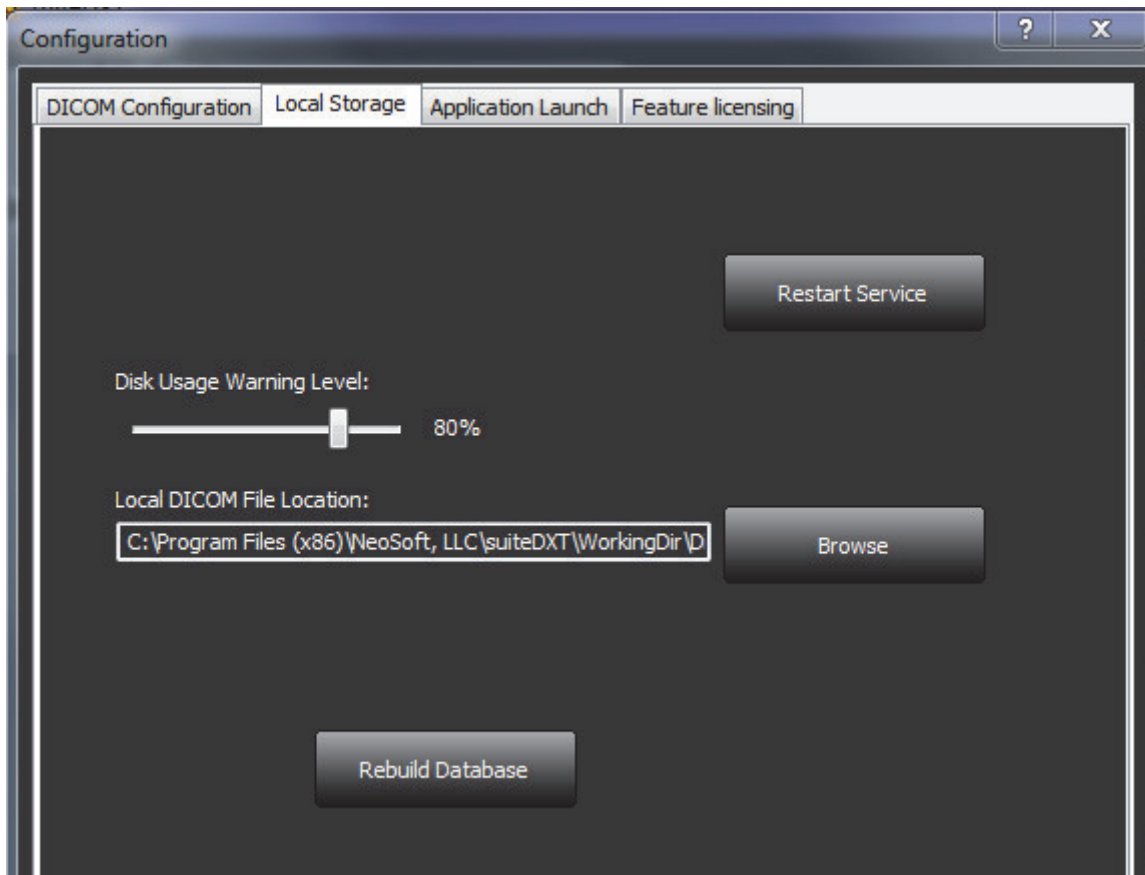 Configuration
? X
DICOM Configuration Local Storage Application Launch Feature licensing
Restart Service
Disk Usage Warning Level:
80%
Local DICOM File Location:
C:\Program Files (x86)\NeoSoft, LLC\suiteDXT\WorkingDir\D
Browse
Rebuild Database